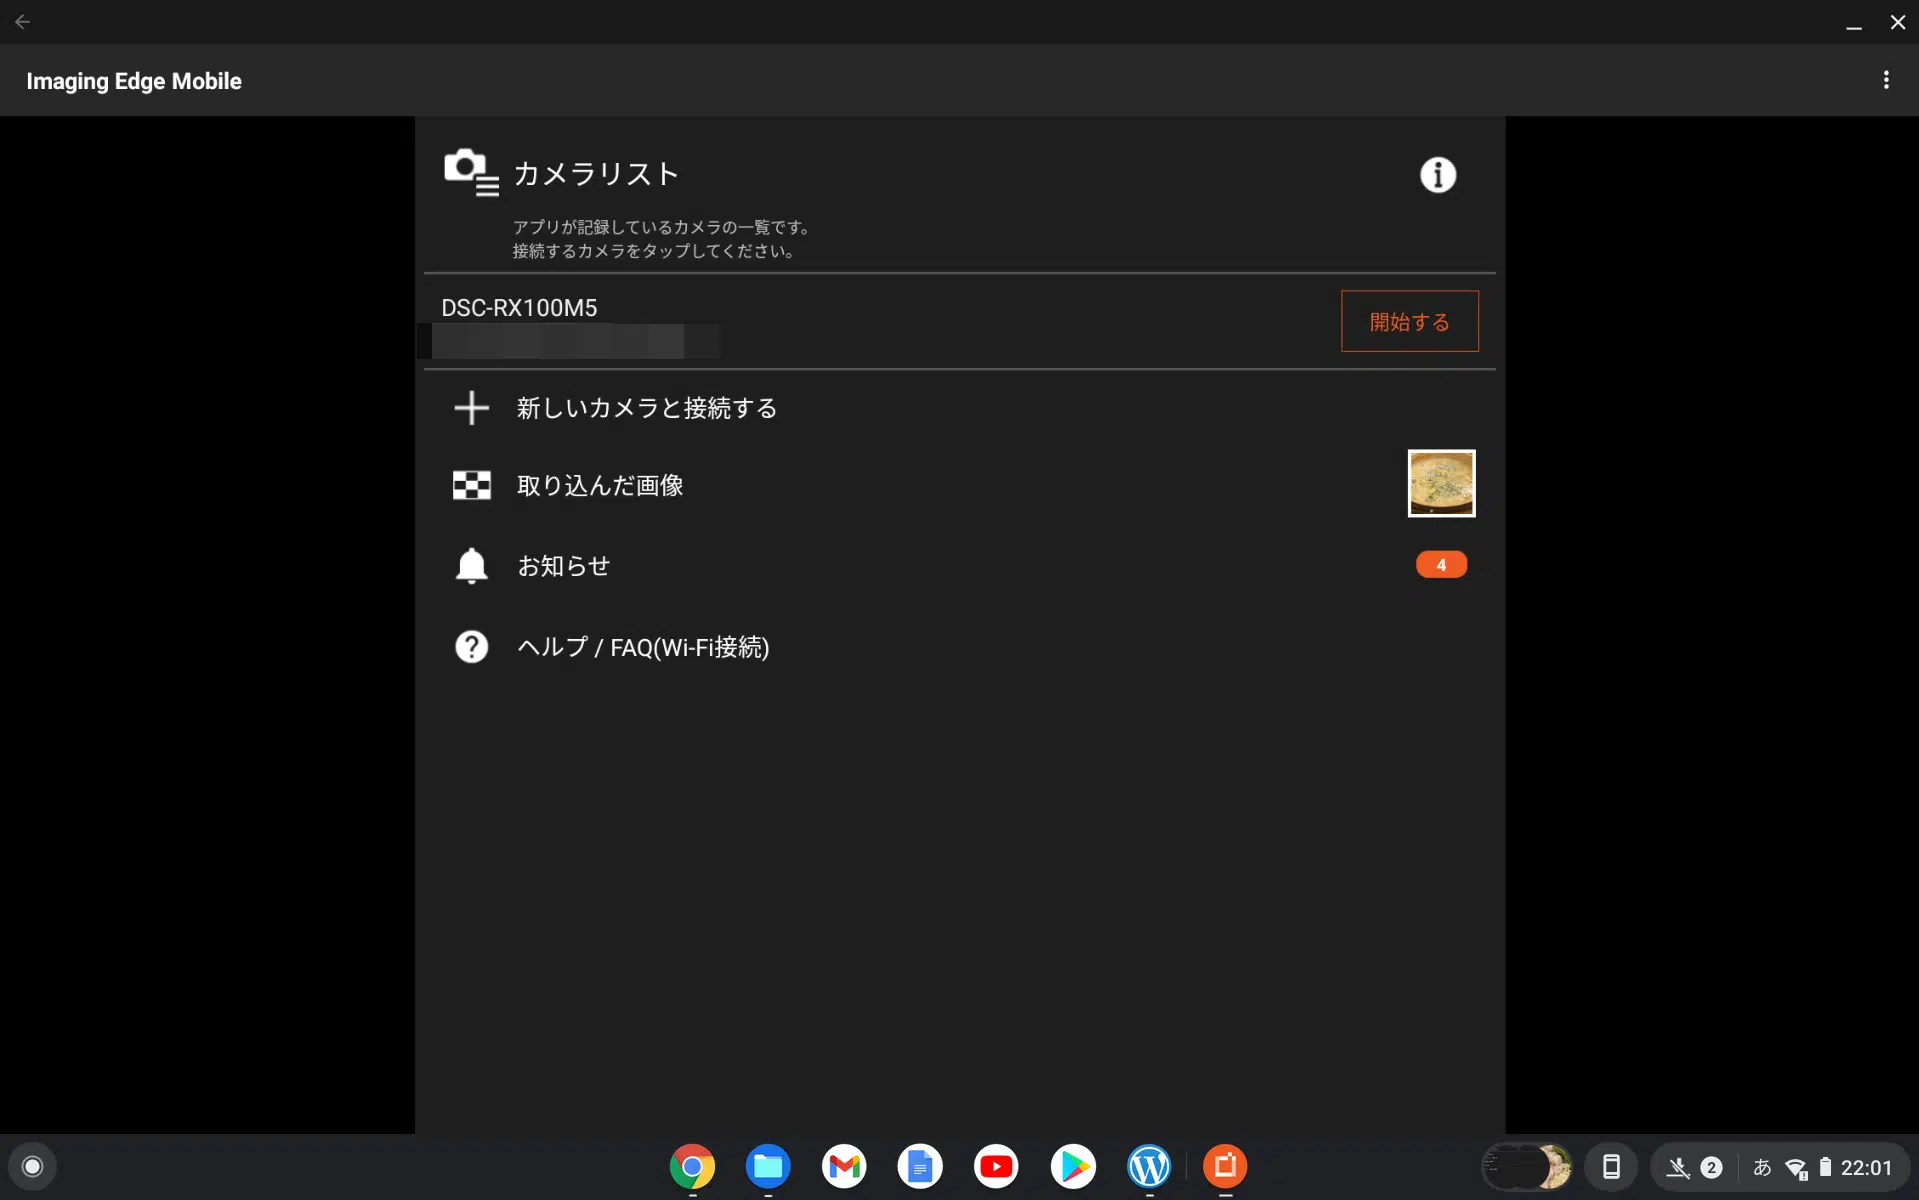 Imaging Edge Mobile
カメラリスト
アプリが記録しているカメラの一覧です。
接続するカメラをタップしてください。
DSC-RX100M5
開始する
新しいカメラと接続する
取り込んだ画像
お知らせ
4
ヘルプ / FAQ(Wi-Fi接続)
2
あ
22:01